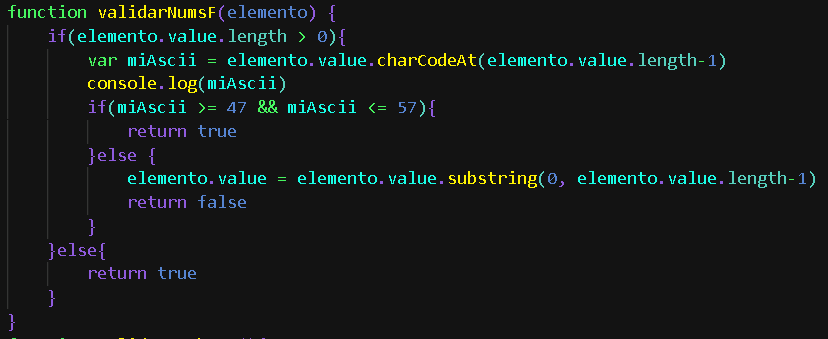 function validarNumsF(elemento) {
    if(elemento.value.length > 0){
        var miAscii = elemento.value.charCodeAt(elemento.value.length-1)
        console.log(miAscii)
        if(miAscii >= 47 && miAscii <= 57){
            return true
        }else {
            elemento.value = elemento.value.substring(0, elemento.value.length-1)
            return false
        }
    }else{
        return true
    }
}